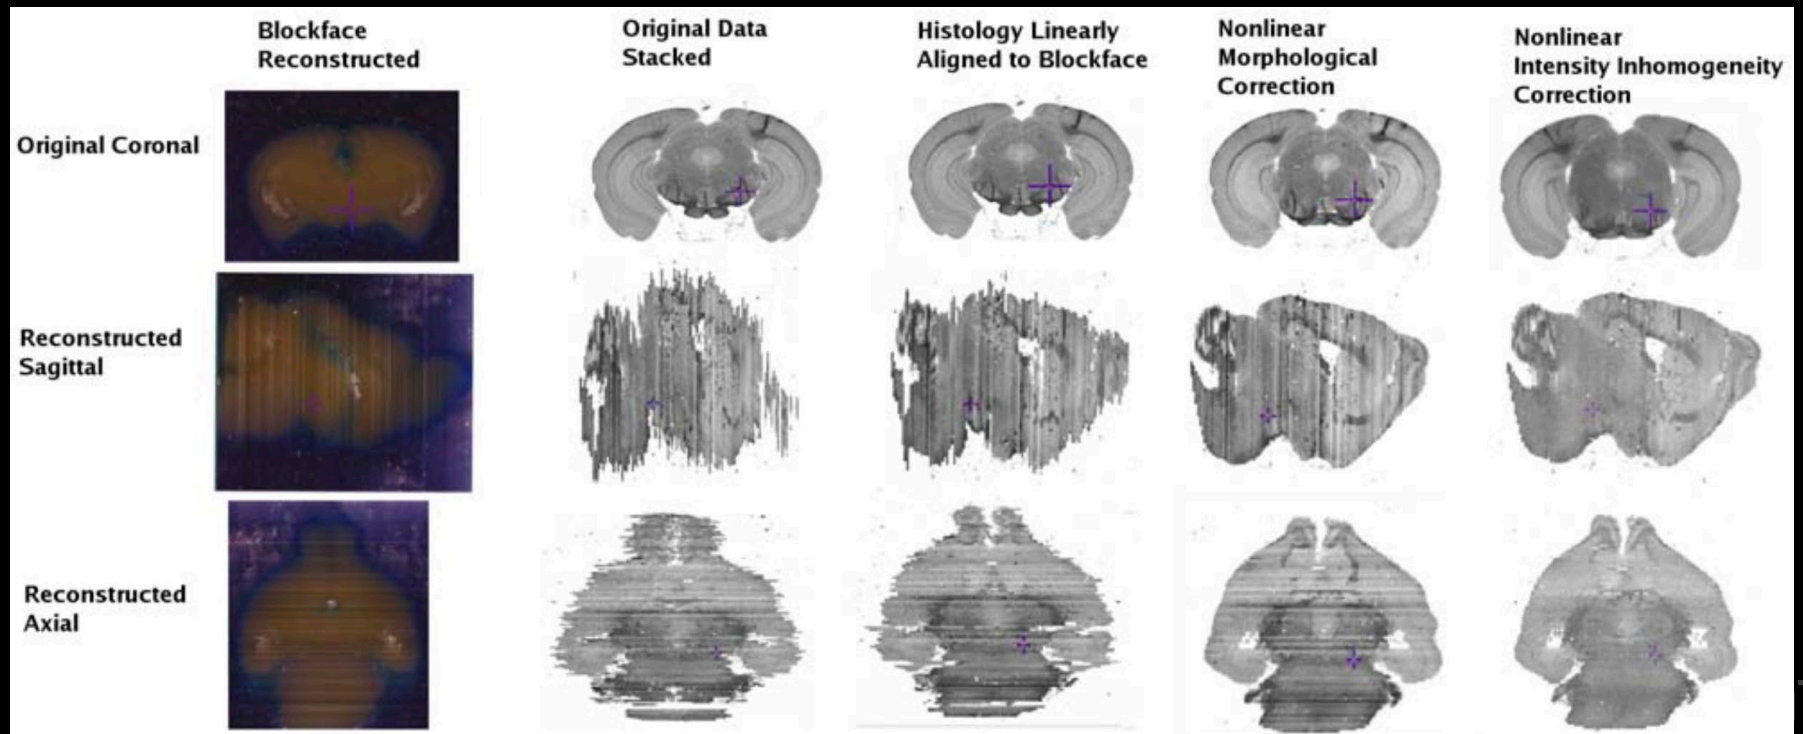 Blockface
Reconstructed
Original Data
Stacked
Histology Linearly
Aligned to Blockface
Nonlinear
Morphological
Correction
Nonlinear
Intensity Inhomogeneity
Correction
Original Coronal
Reconstructed
Sagittal
Reconstructed
Axial